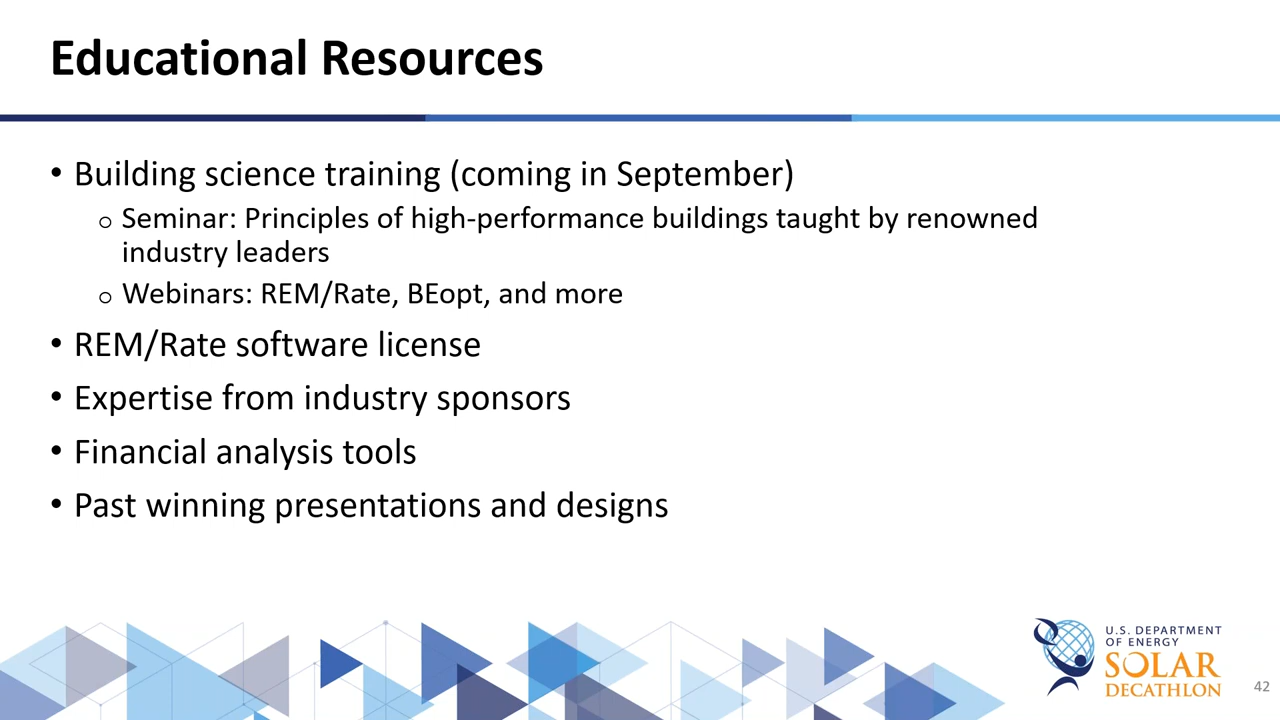 Educational Resources
• Building science training (coming in September)
o Seminar: Principles of high-performance buildings taught by renowned
industry leaders
o Webinars: REM/Rate, BEopt, and more
• REM/Rate software license
• Expertise from industry sponsors
• Financial analysis tools
• Past winning presentations and designs
U.S. DEPARTMENT
OF ENERGY
SOLAR
DECATHLON
42